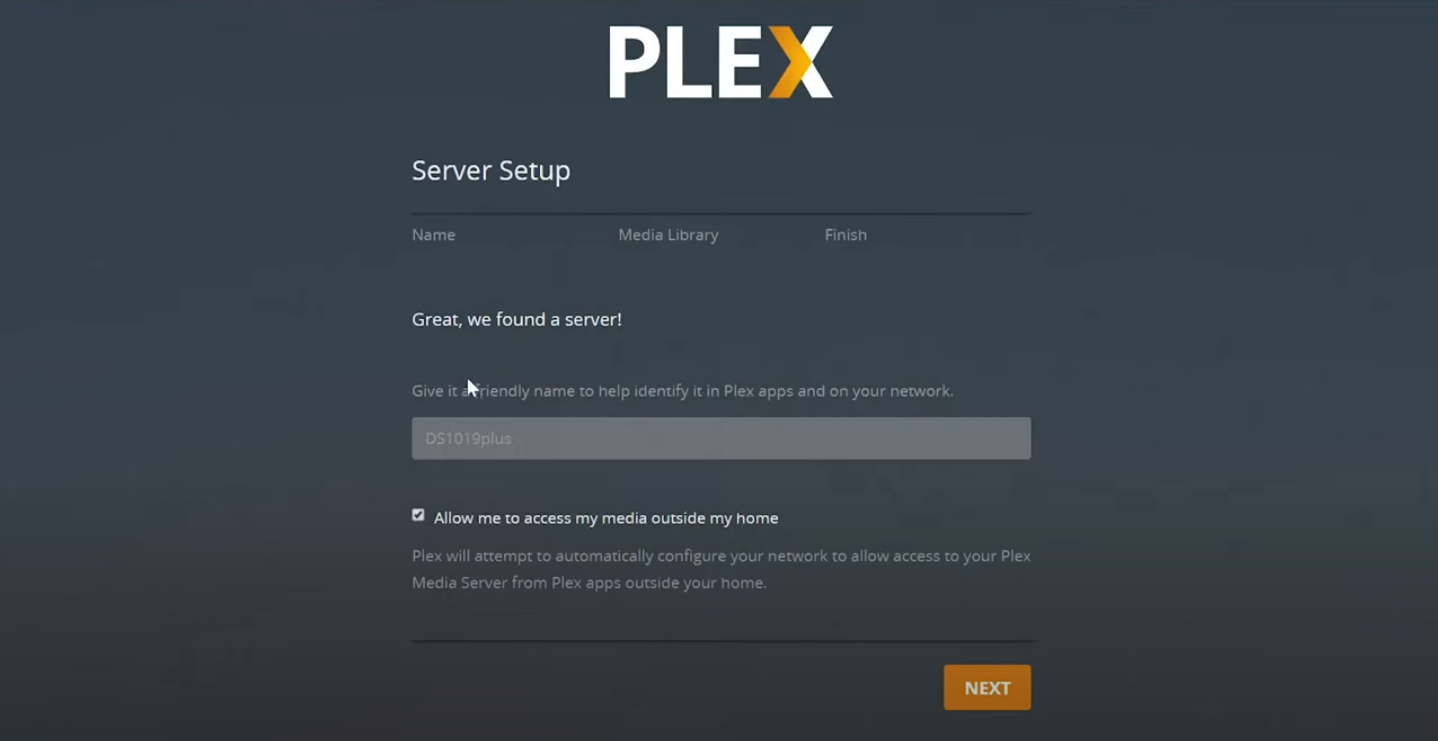 PLEX
Server Setup
Name Media Library Finish
Great, we found a server!
Give it a friendly name to help identify it in Plex apps and on your network.
DS1019plus
Allow me to access my media outside my home
Plex will attempt to automatically configure your network to allow access to your Plex
Media Server from Plex apps outside your home.
NEXT